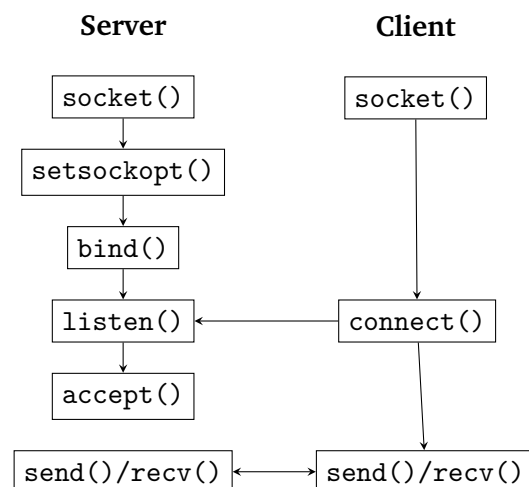 Server Client
socket() socket()
setsockopt()
bind()
listen() connect()
accept()
send()/recv() send()/recv()